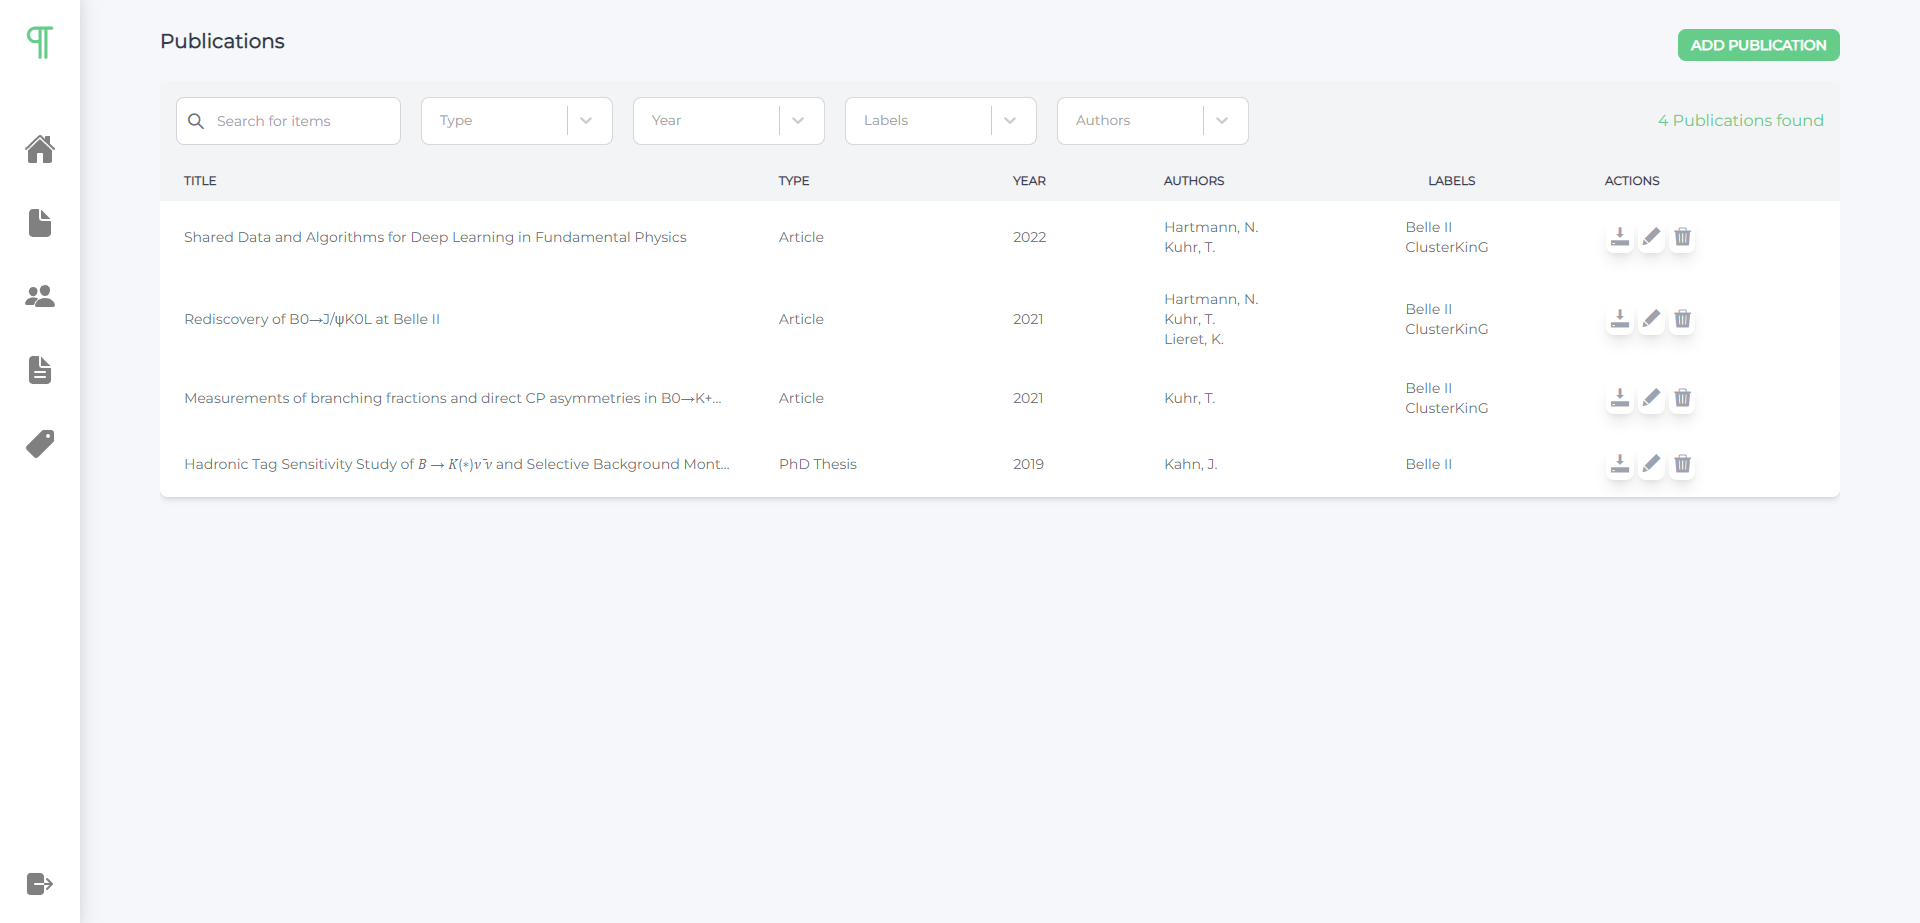 Publications
ADD PUBLICATION
Search for items
Type
Year
Labels
Authors
4 Publications found
TITLE
TYPE
YEAR
AUTHORS
LABELS
ACTIONS
Shared Data and Algorithms for Deep Learning in Fundamental Physics
Article
2022
Hartmann, N.
Kuhr, T.
Belle II
ClusterKinG
Rediscovery of B0→J/ψK0L at Belle II
Article
2021
Hartmann, N.
Kuhr, T.
Lieret, K.
Belle II
ClusterKinG
Measurements of branching fractions and direct CP asymmetries in B0→K+...
Article
2021
Kuhr, T.
Belle II
ClusterKinG
Hadronic Tag Sensitivity Study of 𝐵 → 𝐾(∗)𝜈 ̄𝜈 and Selective Background Mont...
PhD Thesis
2019
Kahn, J.
Belle II